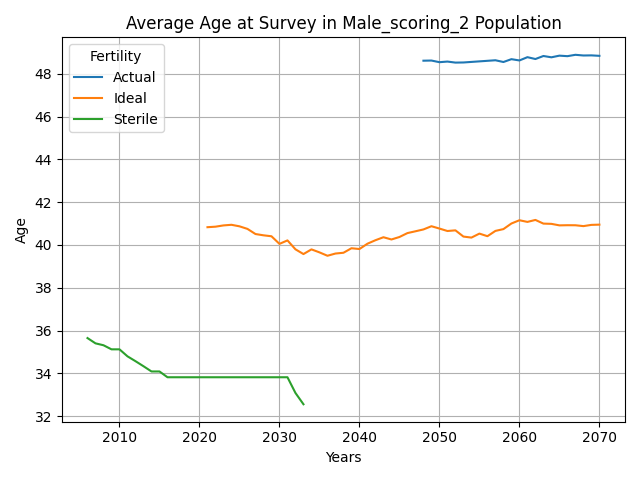 Average Age at Survey in Male_scoring_2 Population
Fertility
Actual
Ideal
Sterile
Age
48
46
44
42
40
38
36
34
32
2010 2020 2030 2040 2050 2060 2070
Years